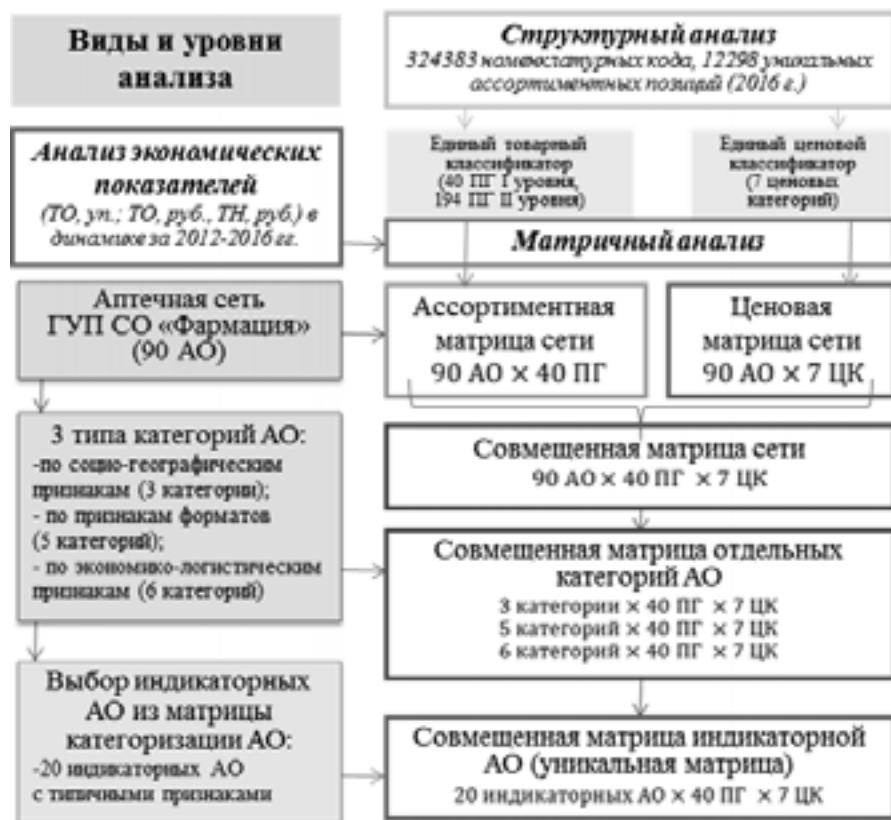 Виды и уровни
анализа
Структурный анализ
324383 номенклатурных кода, 12298 уникальных
ассортиментных позиций (2016 г.)
Анализ экономических
показателей
(ТО, уп.; ТО, руб., ТН, руб.) в
динамике за 2012-2016 гг.
Единый товарный
классификатор
(40 ПГ I уровня,
194 ПГ II уровня)
Единый ценовой
классификатор
(7 ценовых
категорий)
Матричный анализ
Аптечная сеть
ГУП СО «Фармация»
(90 АО)
Ассортиментная
матрица сети
90 АО × 40 ПГ
Ценовая
матрица сети
90 АО × 7 ЦК
3 типа категорий АО:
-по социо-географическим
признакам (3 категории);
- по признакам форматов
(5 категорий);
- по экономико-логистическим
признакам (6 категорий)
Совмещенная матрица сети
90 АО × 40 ПГ × 7 ЦК
Совмещенная матрица отдельных
категорий АО
3 категории × 40 ПГ × 7 ЦК
5 категорий × 40 ПГ × 7 ЦК
6 категорий × 40 ПГ × 7 ЦК
Выбор индикаторных
АО из матрицы
категоризации АО:
-20 индикаторных АО
с типичными признаками
Совмещенная матрица индикаторной
АО (уникальная матрица)
20 индикаторных АО × 40 ПГ × 7 ЦК